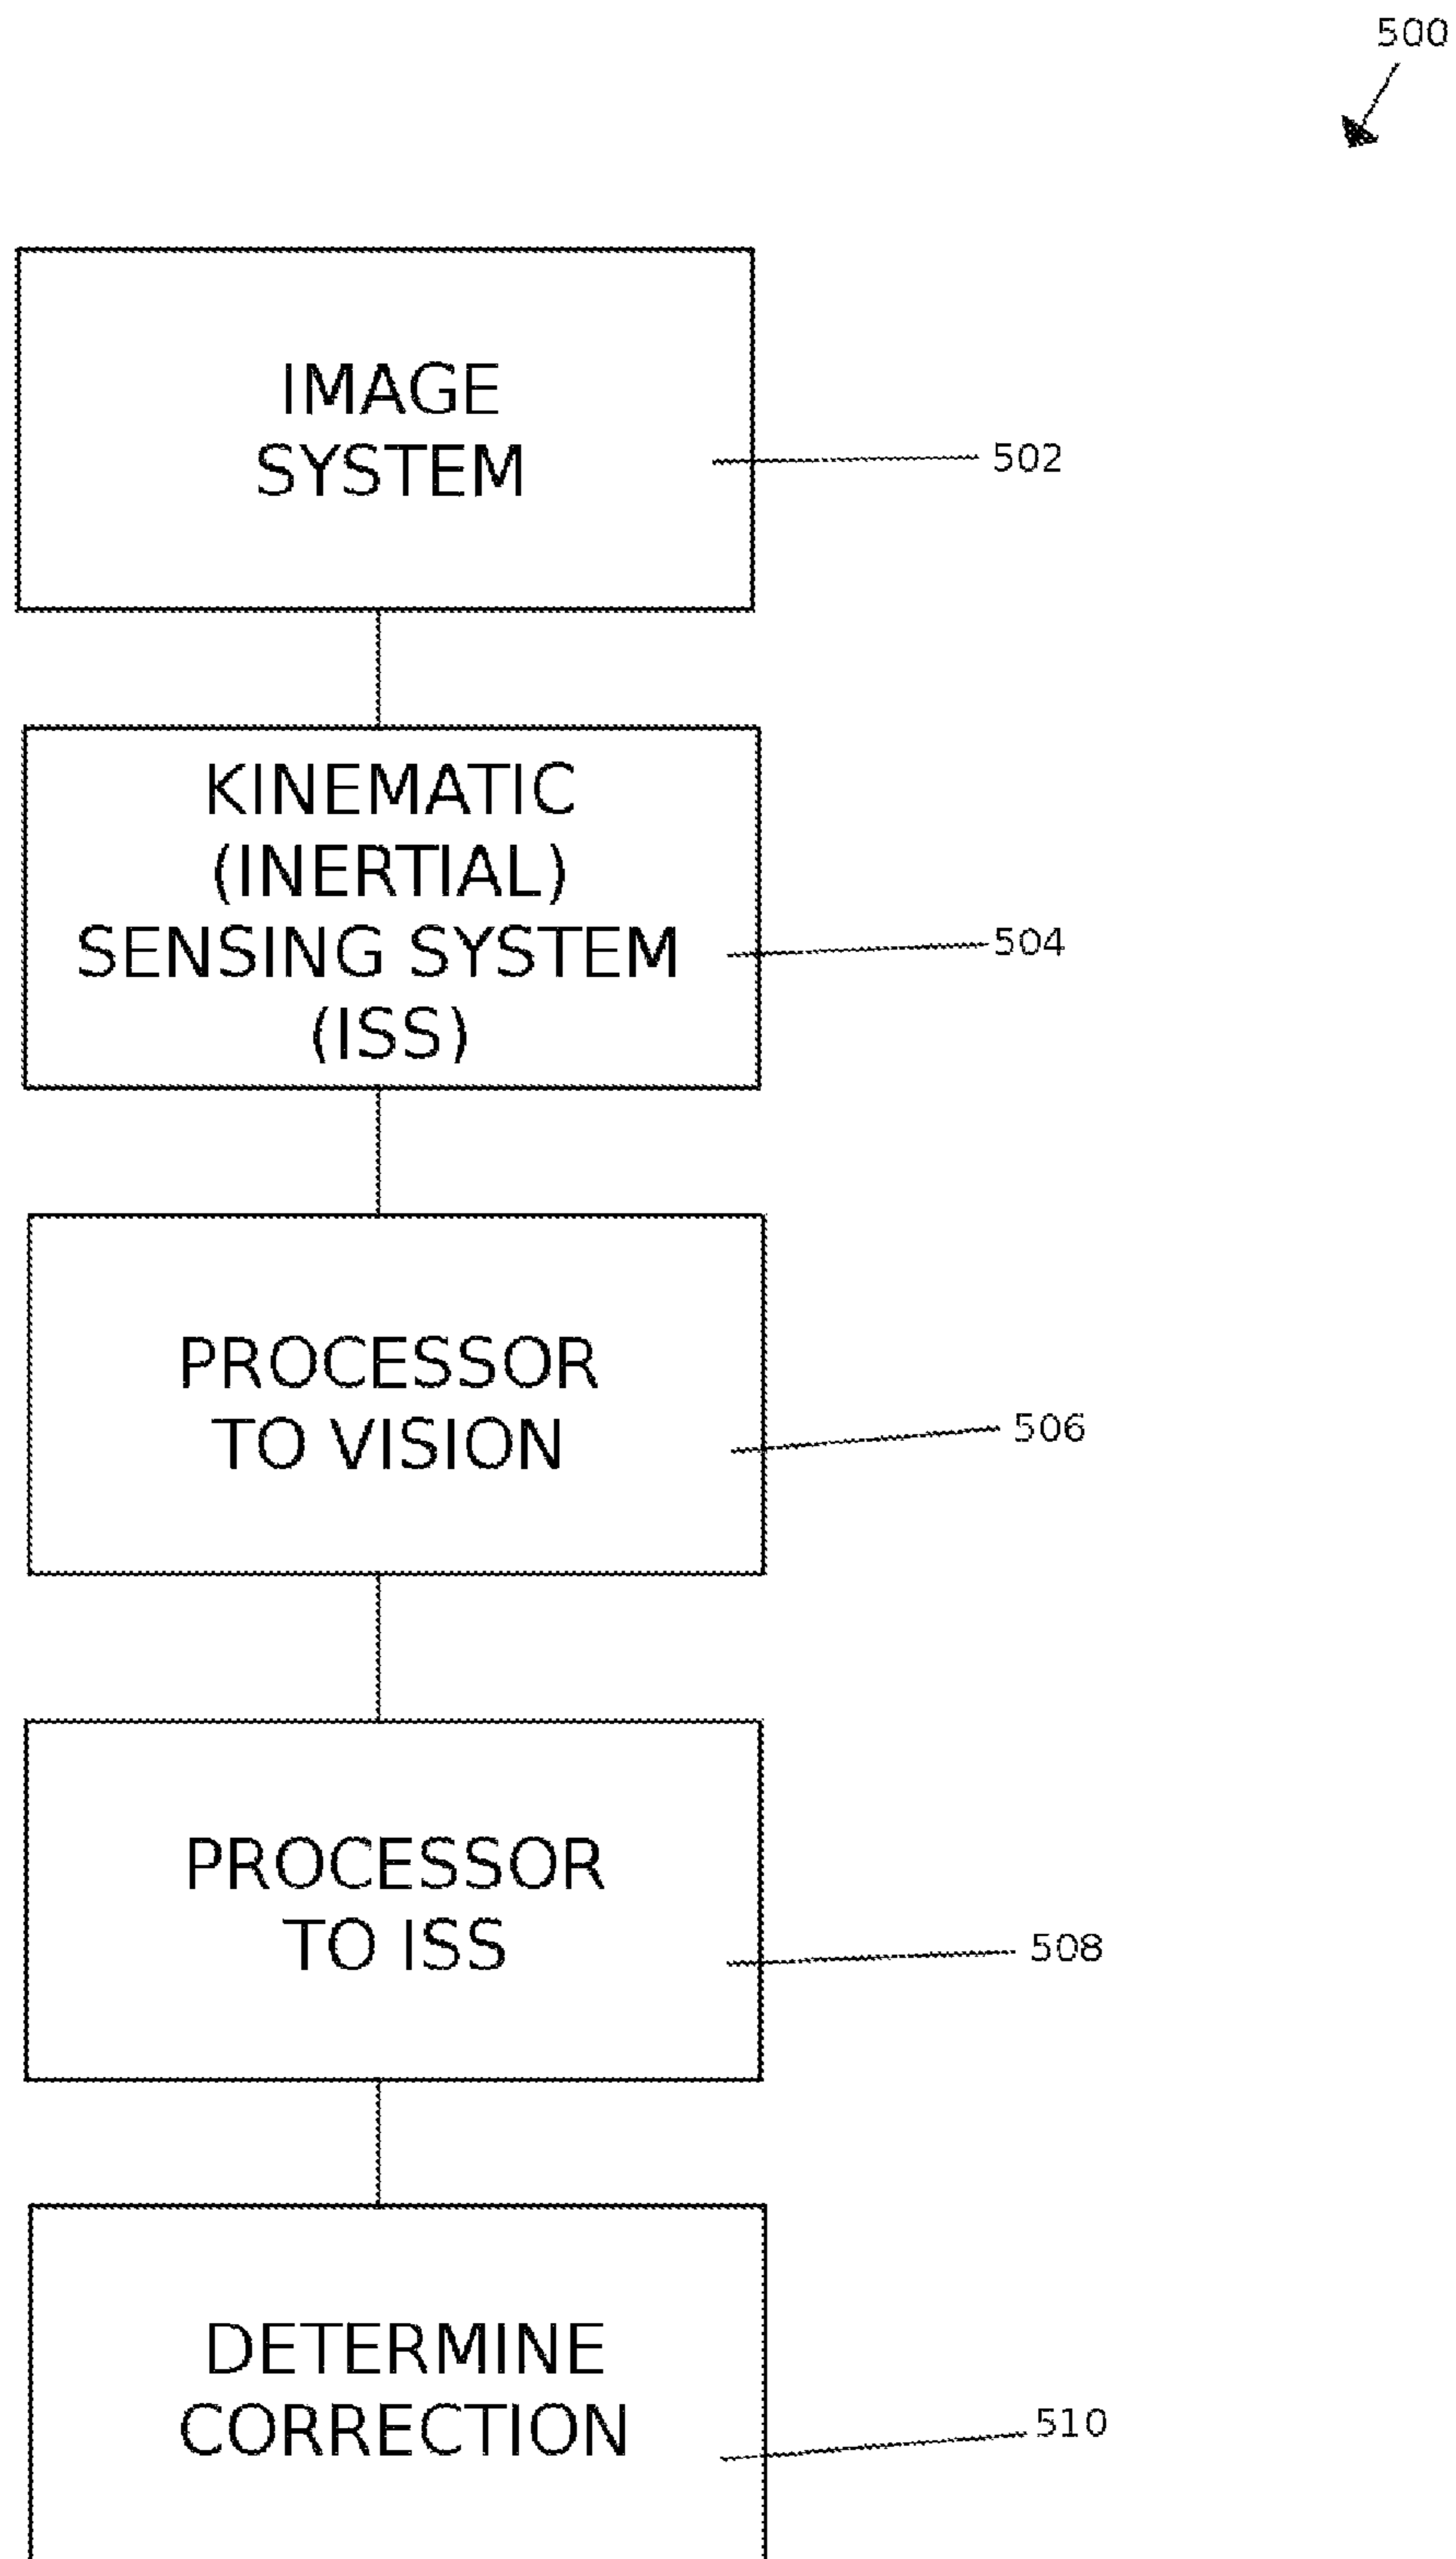 500
IMAGE
SYSTEM
502
KINEMATIC
(INERTIAL)
SENSING SYSTEM
(ISS)
504
PROCESSOR
TO VISION
506
PROCESSOR
TO ISS
508
DETERMINE
CORRECTION
510